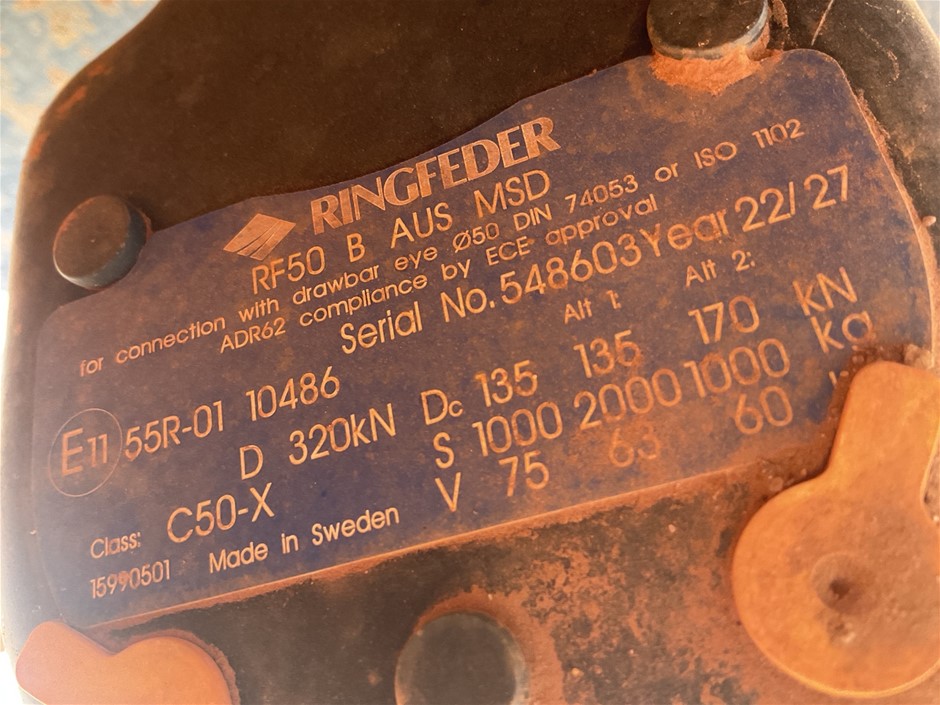 RINGFEDER
RF50 B AUS MSD
for connection with drawbar eye Ø50 DIN 74053 or ISO 1102
ADR62 compliance by ECE approval
Serial No. 548603 Year 22/27
Alt 1: Alt 2:
E11 55R-01 10486
D 320kN Dc 135 135 170 kN
S 1000 2000 1000 kg
V 75 63 60
Class: C50-X
15990501 Made in Sweden